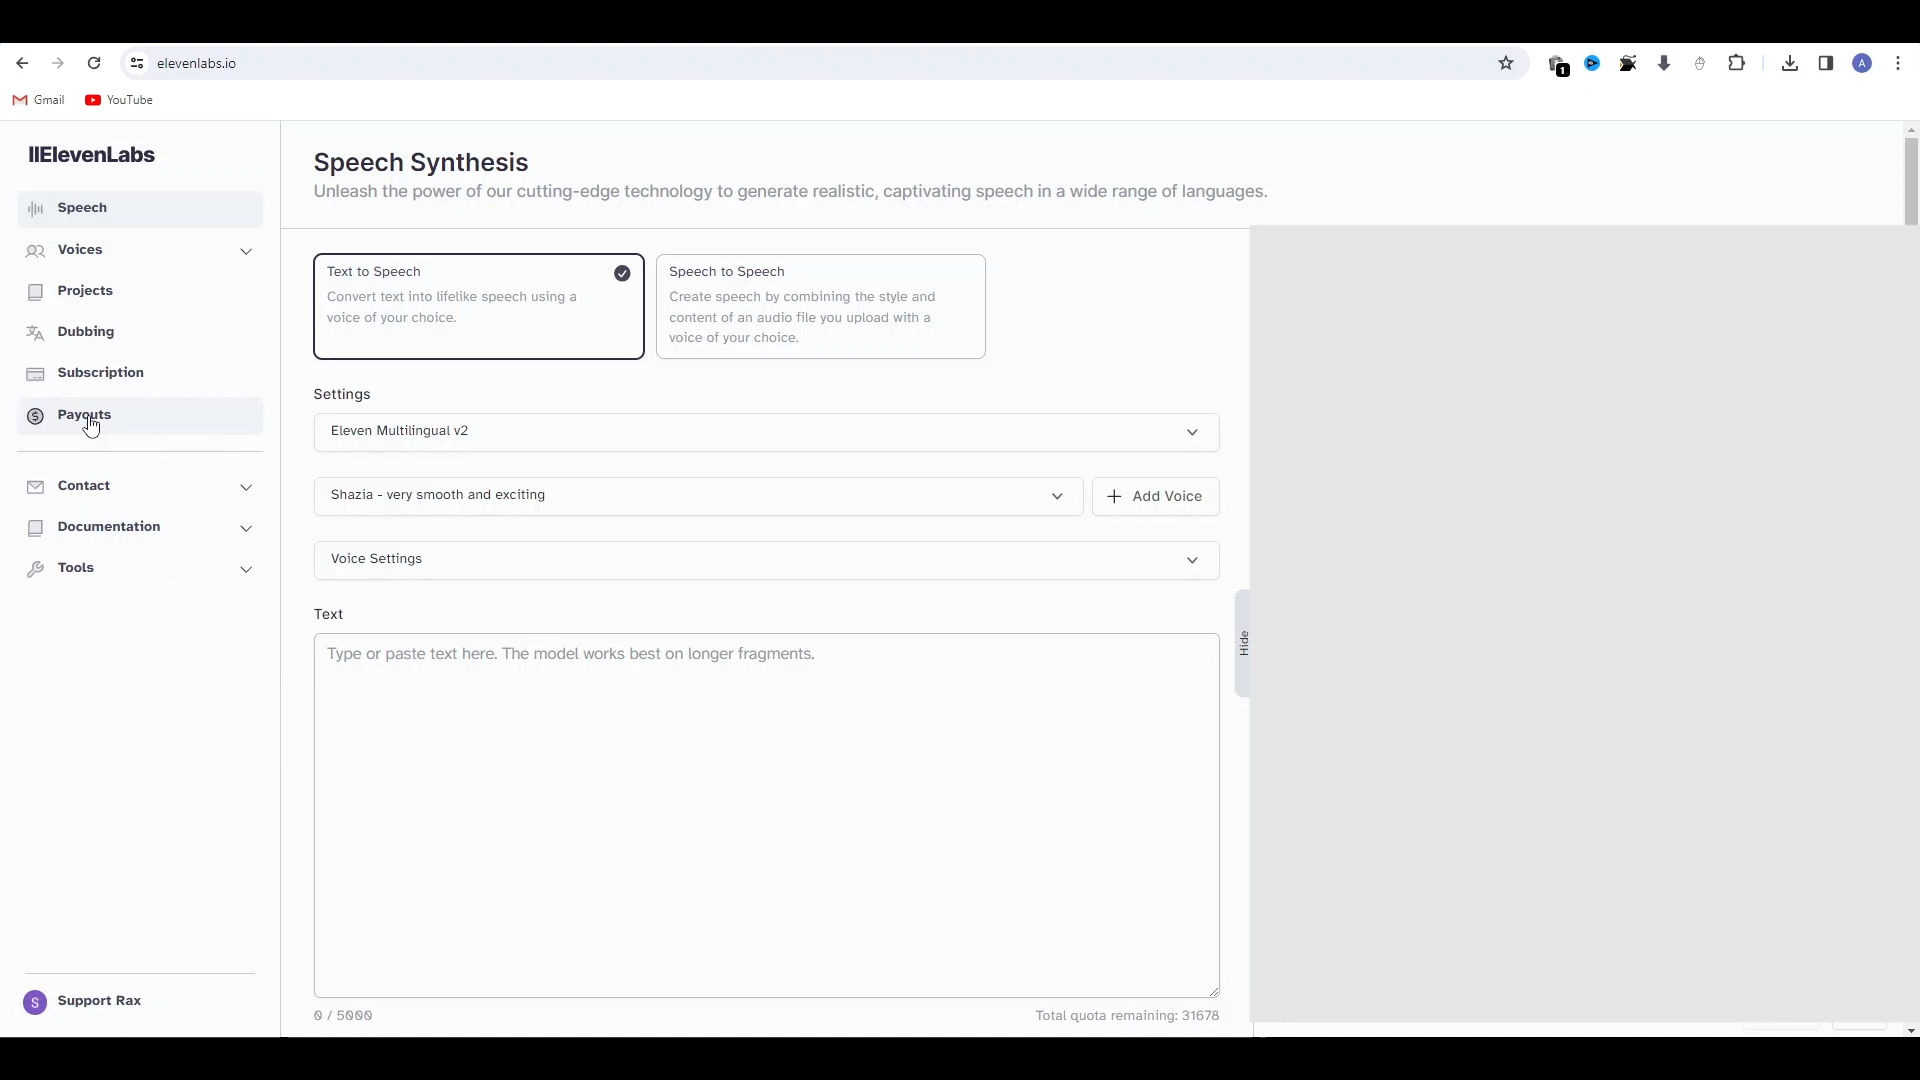 elevenlabs.io
1
A
Gmail
YouTube
IIElevenLabs
Speech
Voices
Projects
Dubbing
Subscription
Payouts
Contact
Documentation
Tools
S
Support Rax
Speech Synthesis
Unleash the power of our cutting-edge technology to generate realistic, captivating speech in a wide range of languages.
Text to Speech
Convert text into lifelike speech using a
voice of your choice.
Speech to Speech
Create speech by combining the style and
content of an audio file you upload with a
voice of your choice.
Settings
Eleven Multilingual v2
Shazia - very smooth and exciting
Add Voice
Voice Settings
Text
Type or paste text here. The model works best on longer fragments.
0 / 5000
Total quota remaining: 31678
Hide